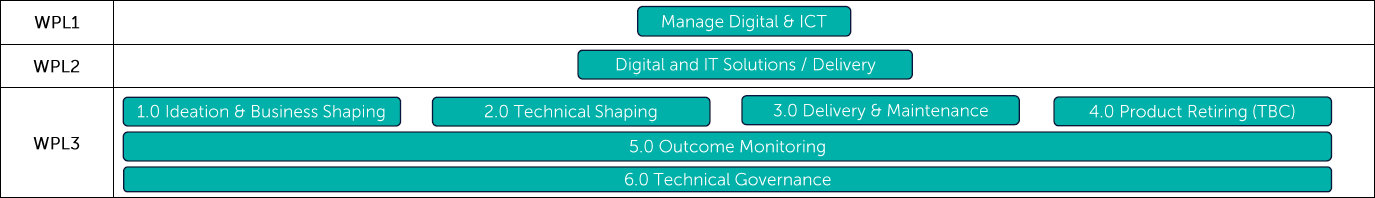 WPL1
Manage Digital & ICT
WPL2
Digital and IT Solutions / Delivery
WPL3
1.0 Ideation & Business Shaping
2.0 Technical Shaping
3.0 Delivery & Maintenance
4.0 Product Retiring (TBC)
5.0 Outcome Monitoring
6.0 Technical Governance